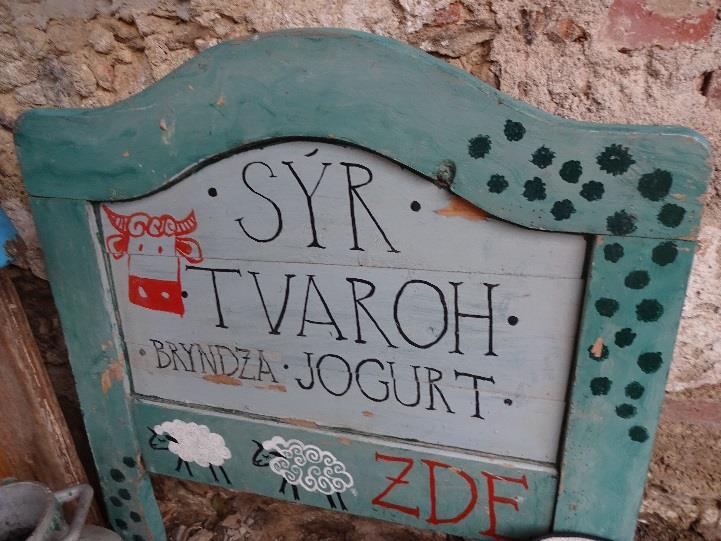 · SÝR ·
· TVAROH ·
· BRYNDZA · JOGURT ·
ZDE